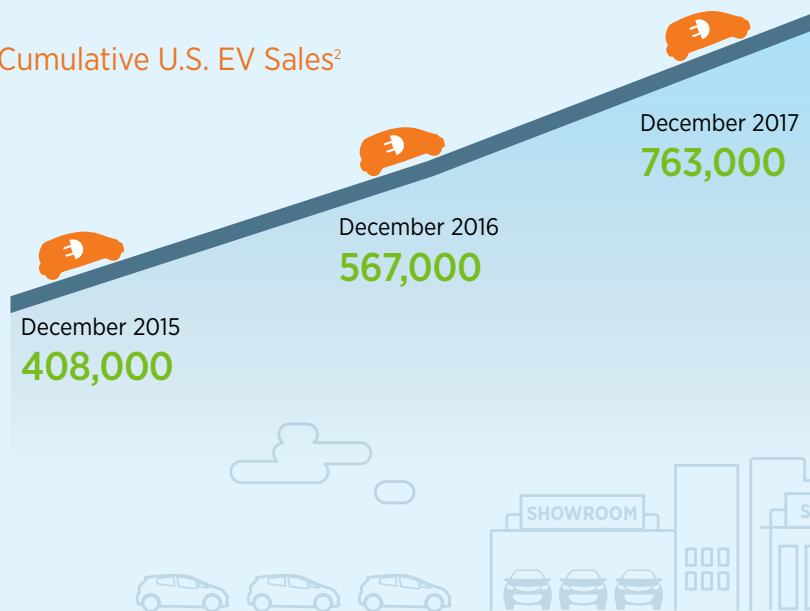 Cumulative U.S. EV Sales²
December 2017
763,000
December 2016
567,000
December 2015
408,000
SHOWROOM
S